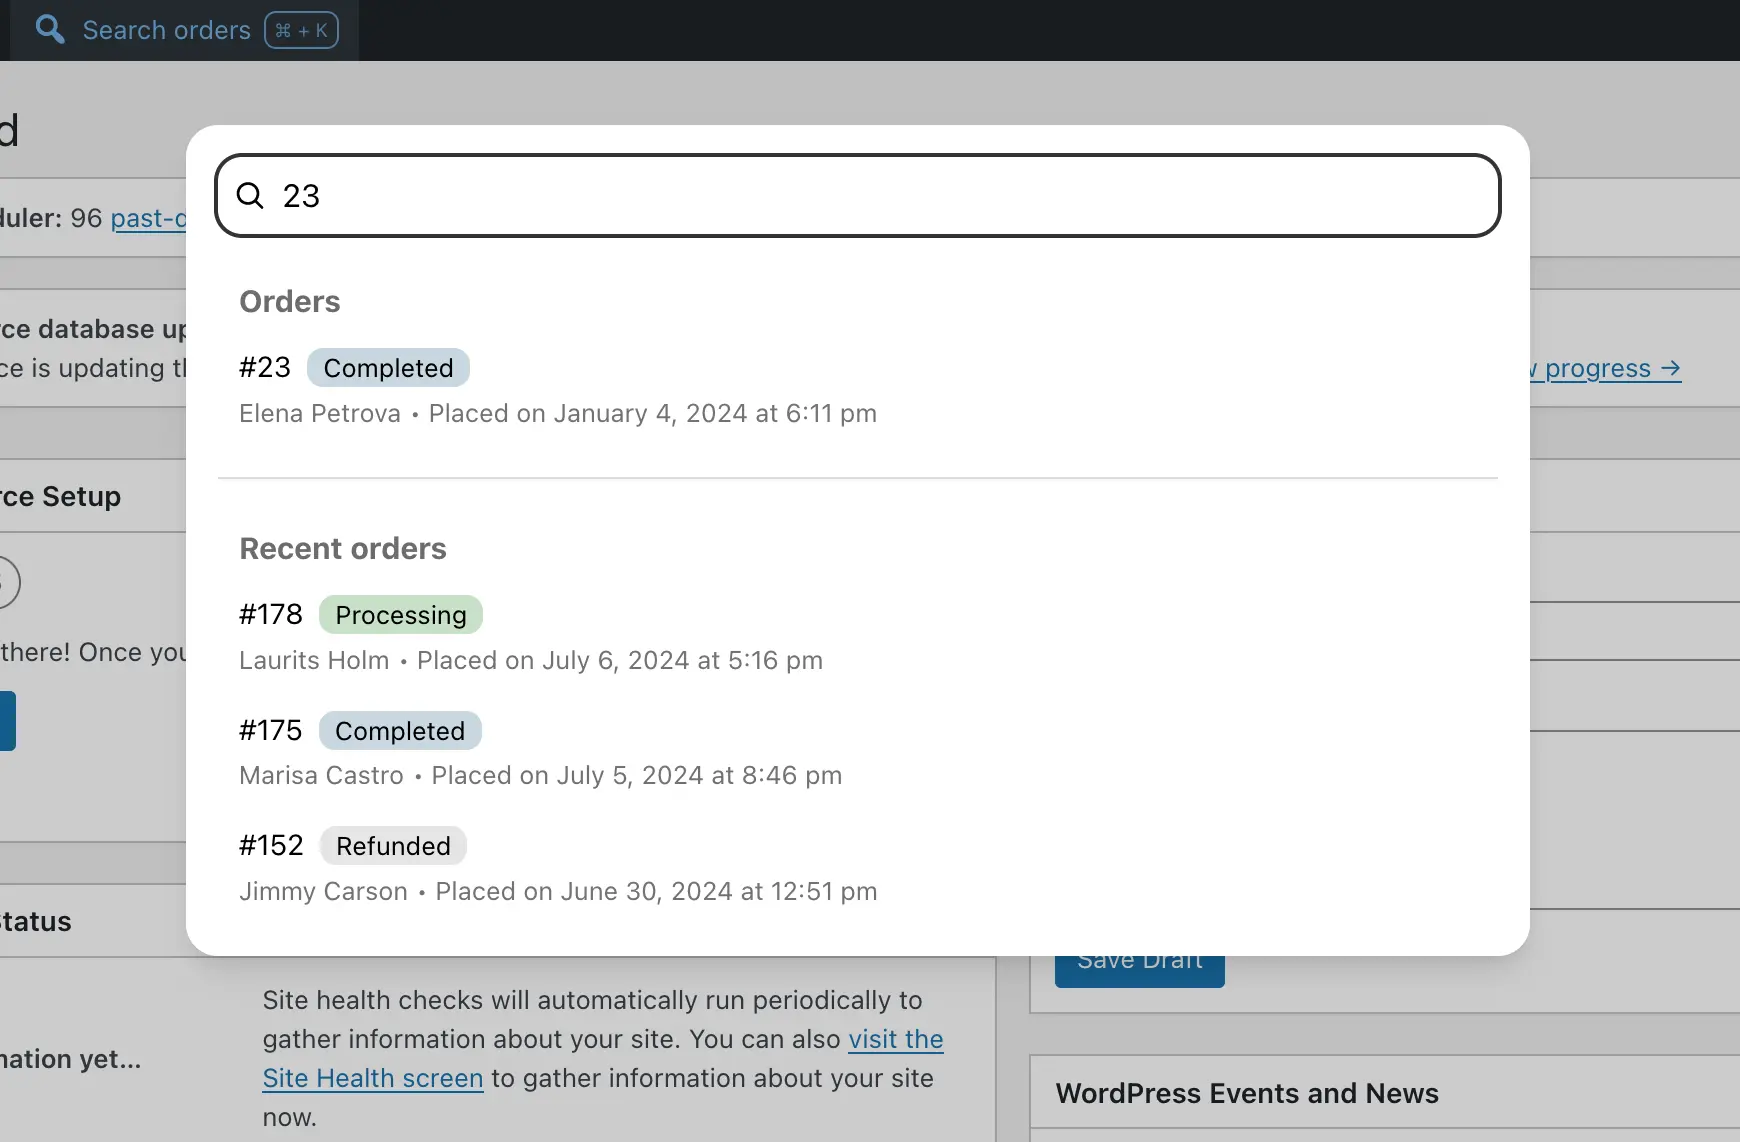 Search orders ⌘ + K
d
duler: 96 past-d
rce database up
ce is updating th
w progress →
rce Setup
there! Once you
Status
nation yet...
23
Orders
#23 Completed
Elena Petrova • Placed on January 4, 2024 at 6:11 pm
Recent orders
#178 Processing
Laurits Holm • Placed on July 6, 2024 at 5:16 pm
#175 Completed
Marisa Castro • Placed on July 5, 2024 at 8:46 pm
#152 Refunded
Jimmy Carson • Placed on June 30, 2024 at 12:51 pm
Save Draft
Site health checks will automatically run periodically to
gather information about your site. You can also visit the
Site Health screen to gather information about your site
now.
WordPress Events and News